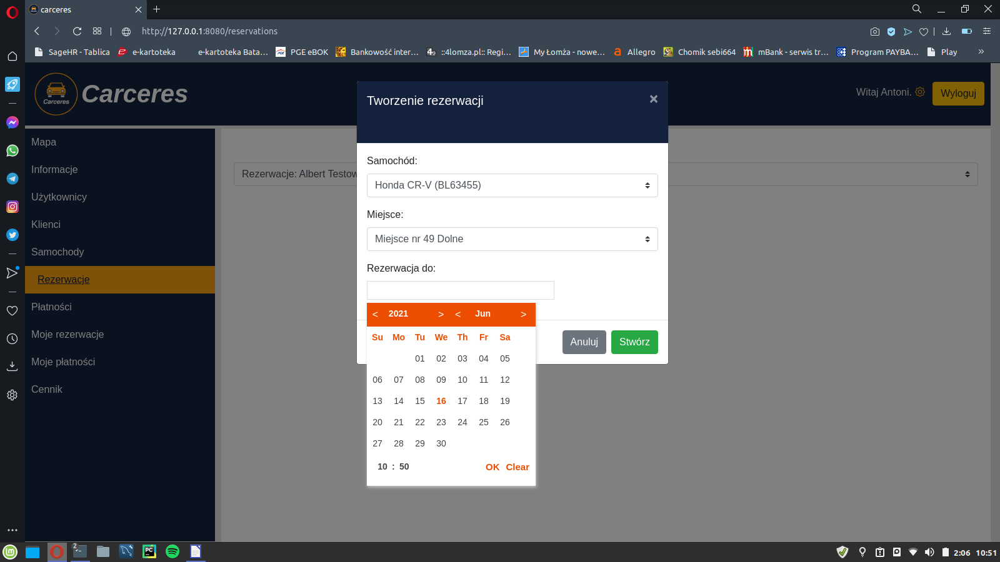 carceres
http://127.0.0.1:8080/reservations
SageHR - Tablica e-kartoteka e-kartoteka Bata... PGE eBOK Bankowość inter... ::4lomza.pl:: Regi... My Łomża - nowe... Allegro Chomik sebi664 mBank - serwis tr... Program PAYBA... Play
Carceres
Carceres
Witaj Antoni.
Wyloguj
Mapa
Informacje
Użytkownicy
Klienci
Samochody
Rezerwacje
Płatności
Moje rezerwacje
Moje płatności
Cennik
Rezerwacje: Albert Testow
Tworzenie rezerwacji
×
Samochód:
Honda CR-V (BL63455)
Miejsce:
Miejsce nr 49 Dolne
Rezerwacja do:
< 2021 > < Jun >
Su Mo Tu We Th Fr Sa
01 02 03 04 05
06 07 08 09 10 11 12
13 14 15 16 17 18 19
20 21 22 23 24 25 26
27 28 29 30
10 : 50
OK Clear
Anuluj Stwórz
2
2:06 10:51